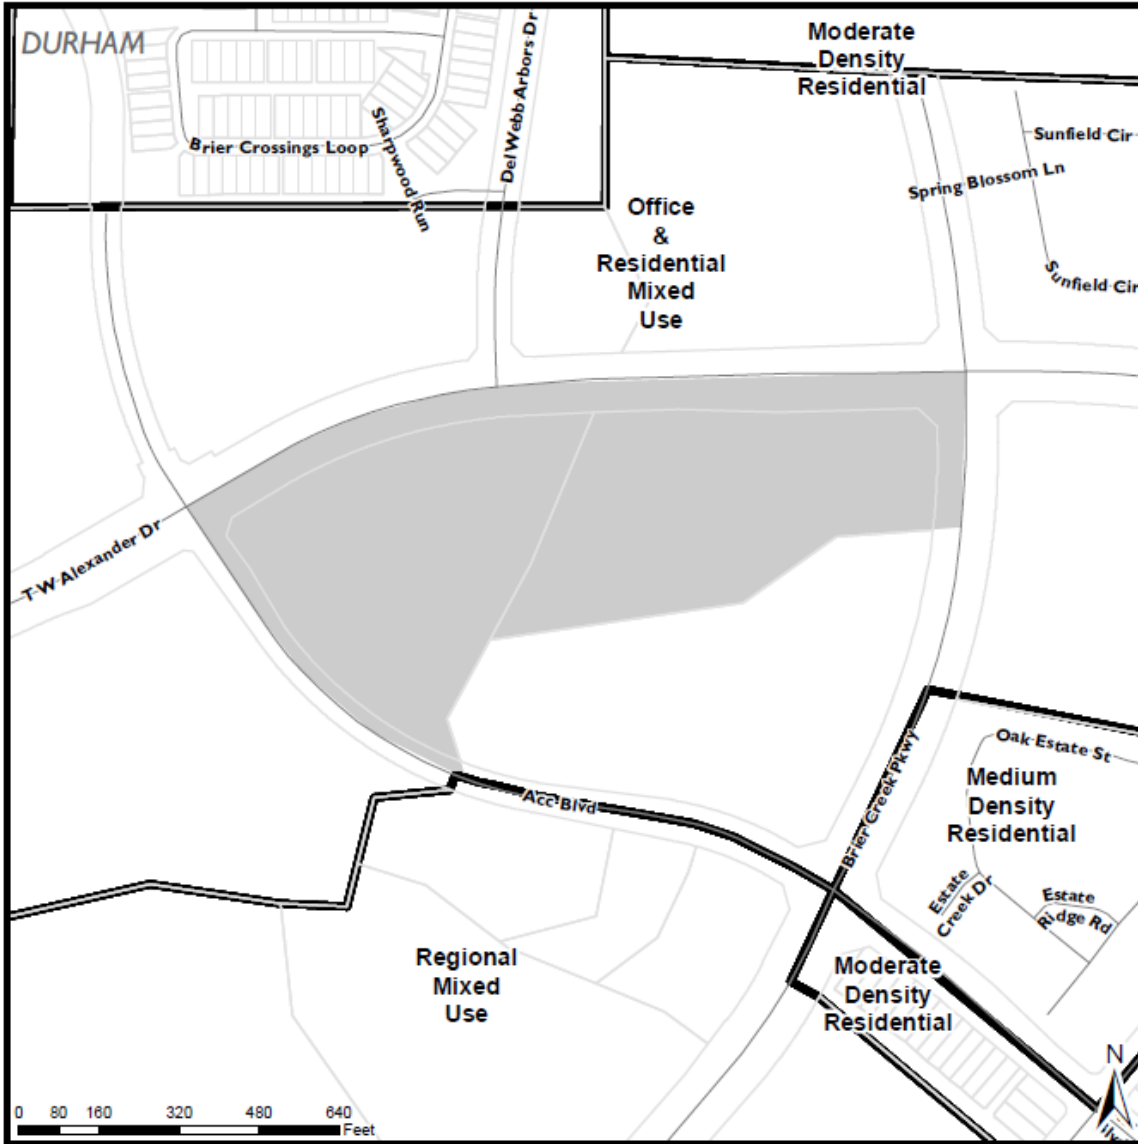 DURHAM
Brier Crossings Loop
Sharpwood Run
Del Webb Arbors Dr
Moderate
Density
Residential
Sunfield Cir
Spring Blossom Ln
Sunfield Cir
Office
&
Residential
Mixed
Use
T W Alexander Dr
Acc Blvd
Brier Creek Pkwy
Oak Estate St
Medium
Density
Residential
Estate
Creek Dr
Estate
Ridge Rd
Regional
Mixed
Use
Moderate
Density
Residential
N
0 80 160 320 480 640
Feet